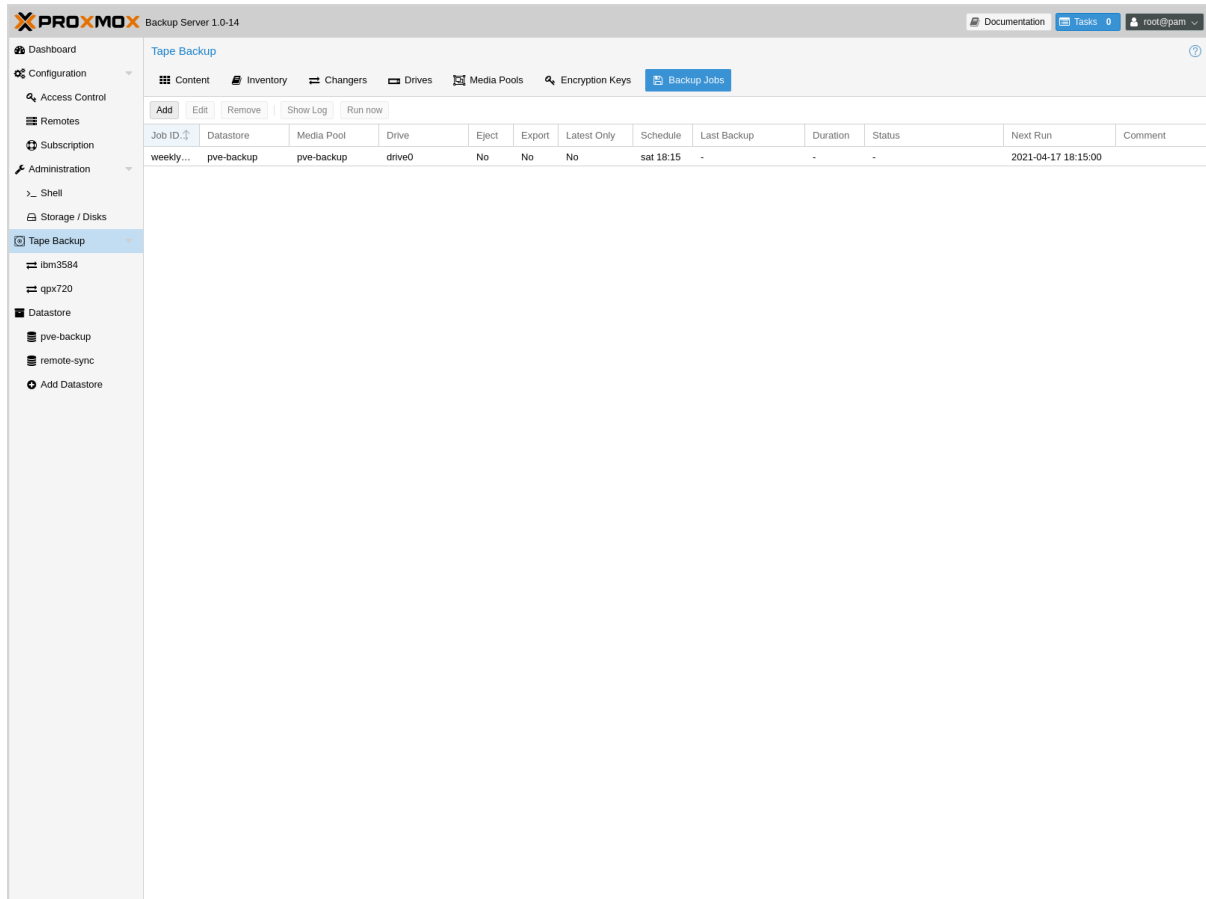 PROXMOX Backup Server 1.0-14 Documentation Tasks 0 root@pam
Dashboard
Configuration
Access Control
Remotes
Subscription
Administration
Shell
Storage / Disks
Tape Backup
ibm3584
qpx720
Datastore
pve-backup
remote-sync
Add Datastore
Tape Backup
Content Inventory Changers Drives Media Pools Encryption Keys Backup Jobs
Add Edit Remove Show Log Run now
Job ID Datastore Media Pool Drive Eject Export Latest Only Schedule Last Backup Duration Status Next Run Comment
weekly... pve-backup pve-backup drive0 No No No sat 18:15 - - - 2021-04-17 18:15:00